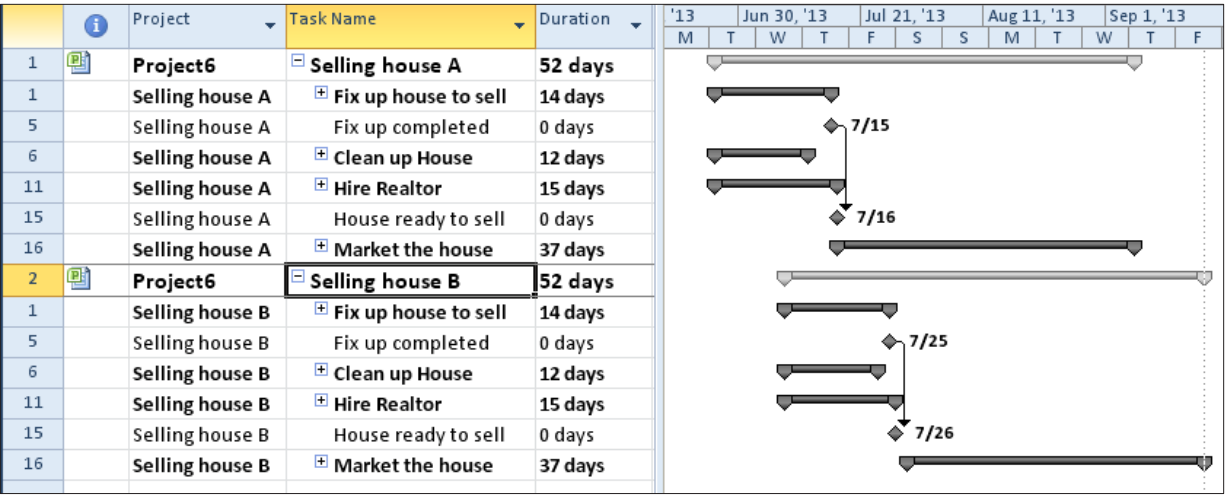 Project Task Name Duration '13 Jun 30, '13 Jul 21, '13 Aug 11, '13 Sep 1, '13
M T W T F S S M T W T F
1 Project6 Selling house A 52 days
1 Selling house A Fix up house to sell 14 days
5 Selling house A Fix up completed 0 days 7/15
6 Selling house A Clean up House 12 days
11 Selling house A Hire Realtor 15 days
15 Selling house A House ready to sell 0 days 7/16
16 Selling house A Market the house 37 days
2 Project6 Selling house B 52 days
1 Selling house B Fix up house to sell 14 days
5 Selling house B Fix up completed 0 days 7/25
6 Selling house B Clean up House 12 days
11 Selling house B Hire Realtor 15 days
15 Selling house B House ready to sell 0 days 7/26
16 Selling house B Market the house 37 days